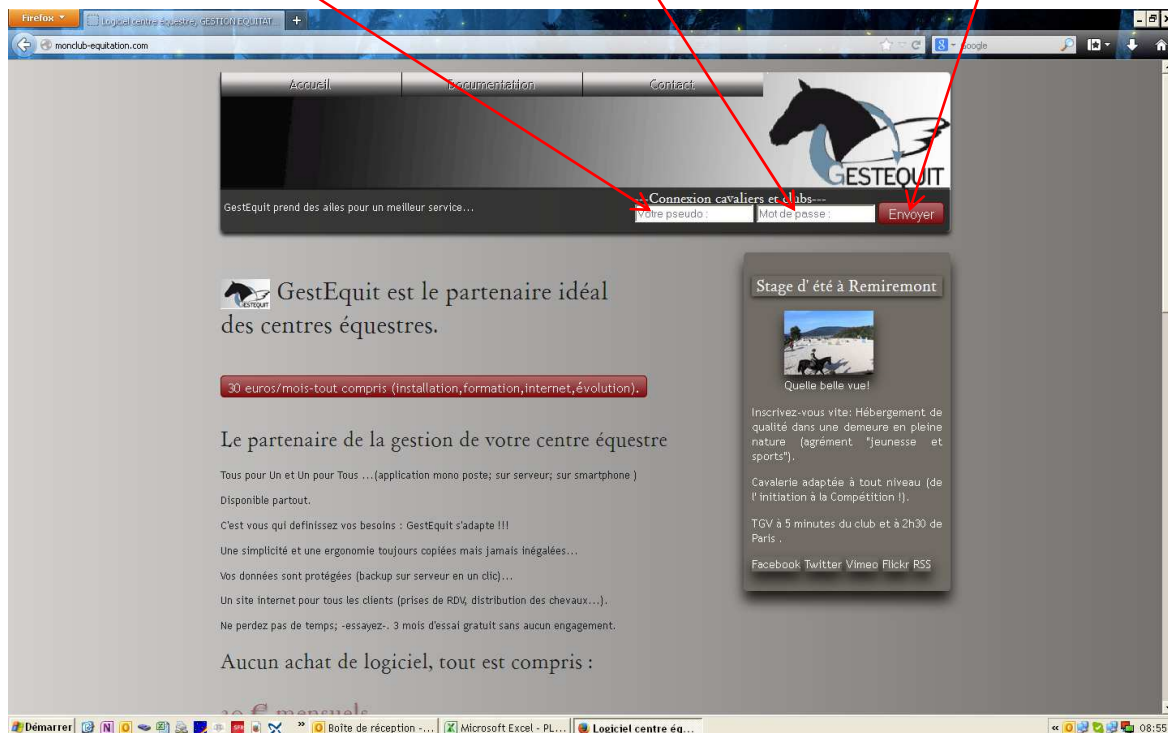 Firefox
Logiciel centre équestre, GESTION EQUITAT...
monclub-equitation.com
Google
Accueil
Documentation
Contact
GESTEQUIT
GestEquit prend des ailes pour un meilleur service...
---Connexion cavaliers et clubs---
Votre pseudo :
Mot de passe :
Envoyer
GESTEQUIT
GestEquit est le partenaire idéal
des centres équestres.
30 euros/mois-tout compris (installation,formation,internet,évolution).
Le partenaire de la gestion de votre centre équestre
Tous pour Un et Un pour Tous ...(application mono poste; sur serveur; sur smartphone )
Disponible partout.
C'est vous qui definissez vos besoins : GestEquit s'adapte !!!
Une simplicité et une ergonomie toujours copiées mais jamais inégalées...
Vos données sont protégées (backup sur serveur en un clic)...
Un site internet pour tous les clients (prises de RDV, distribution des chevaux...).
Ne perdez pas de temps; -essayez-. 3 mois d'essai gratuit sans aucun engagement.
Aucun achat de logiciel, tout est compris :
30 € mensuels
Stage d' été à Remiremont
Quelle belle vue!
Inscrivez-vous vite: Hébergement de
qualité dans une demeure en pleine
nature (agrément "jeunesse et
sports").
Cavalerie adaptée à tout niveau (de
l' initiation à la Compétition !).
TGV à 5 minutes du club et à 2h30 de
Paris .
Facebook Twitter Vimeo Flickr RSS
Démarrer
Boîte de réception -...
Microsoft Excel - PL...
Logiciel centre éq...
08:55